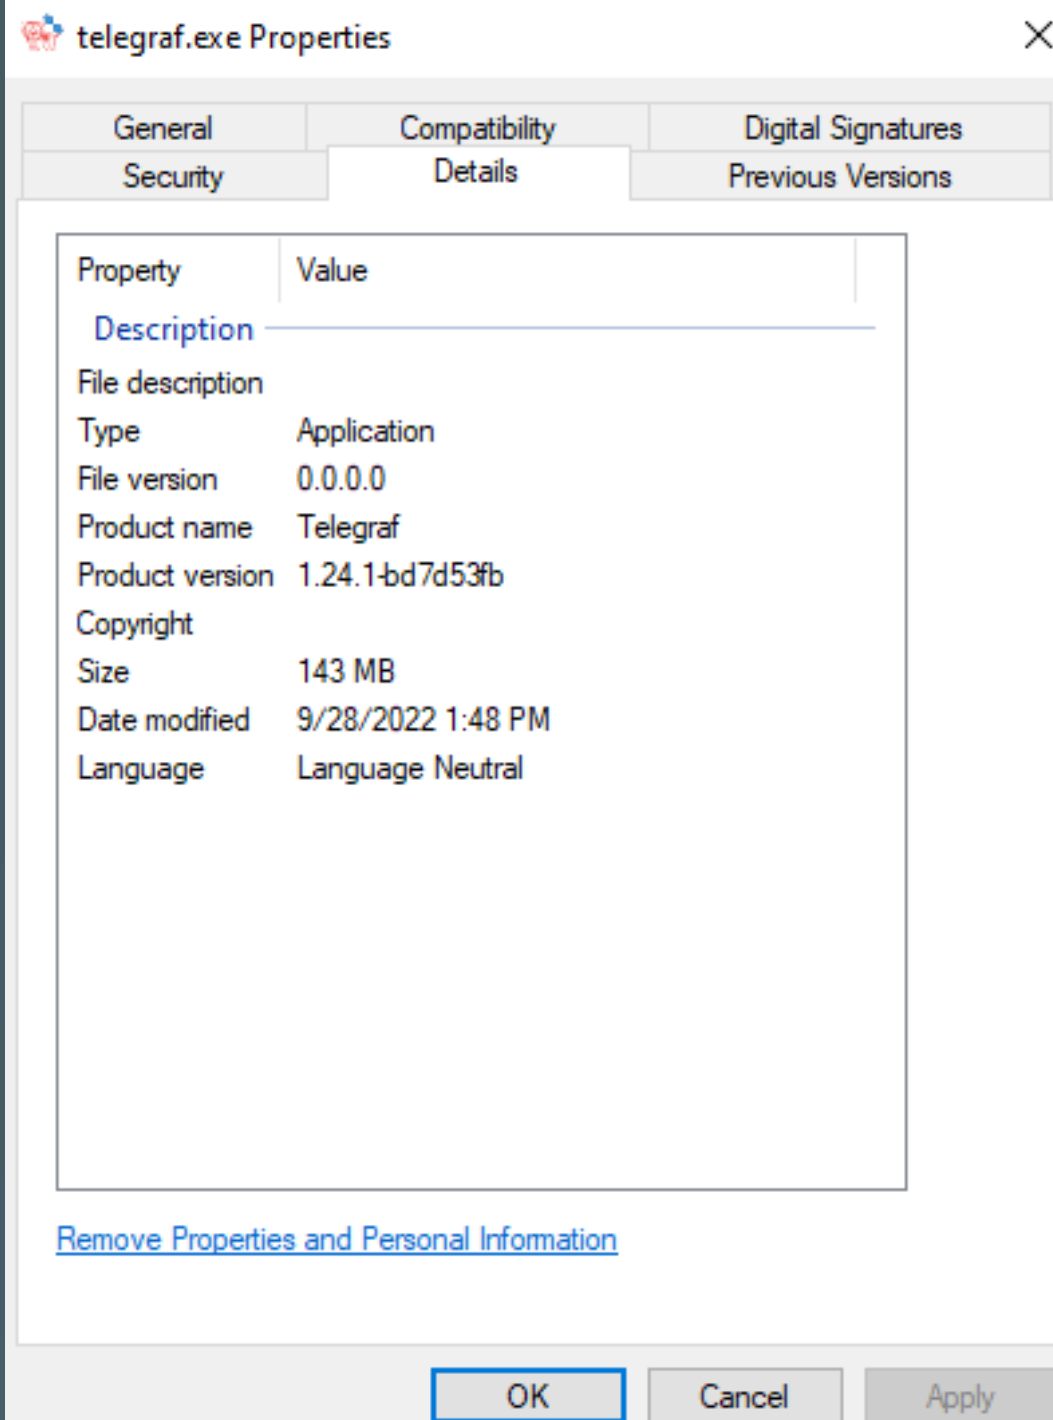 telegraf.exe Properties
General Compatibility Digital Signatures
Security Details Previous Versions
Property Value
Description
File description
Type Application
File version 0.0.0.0
Product name Telegraf
Product version 1.24.1-bd7d53fb
Copyright
Size 143 MB
Date modified 9/28/2022 1:48 PM
Language Language Neutral
Remove Properties and Personal Information
OK Cancel Apply